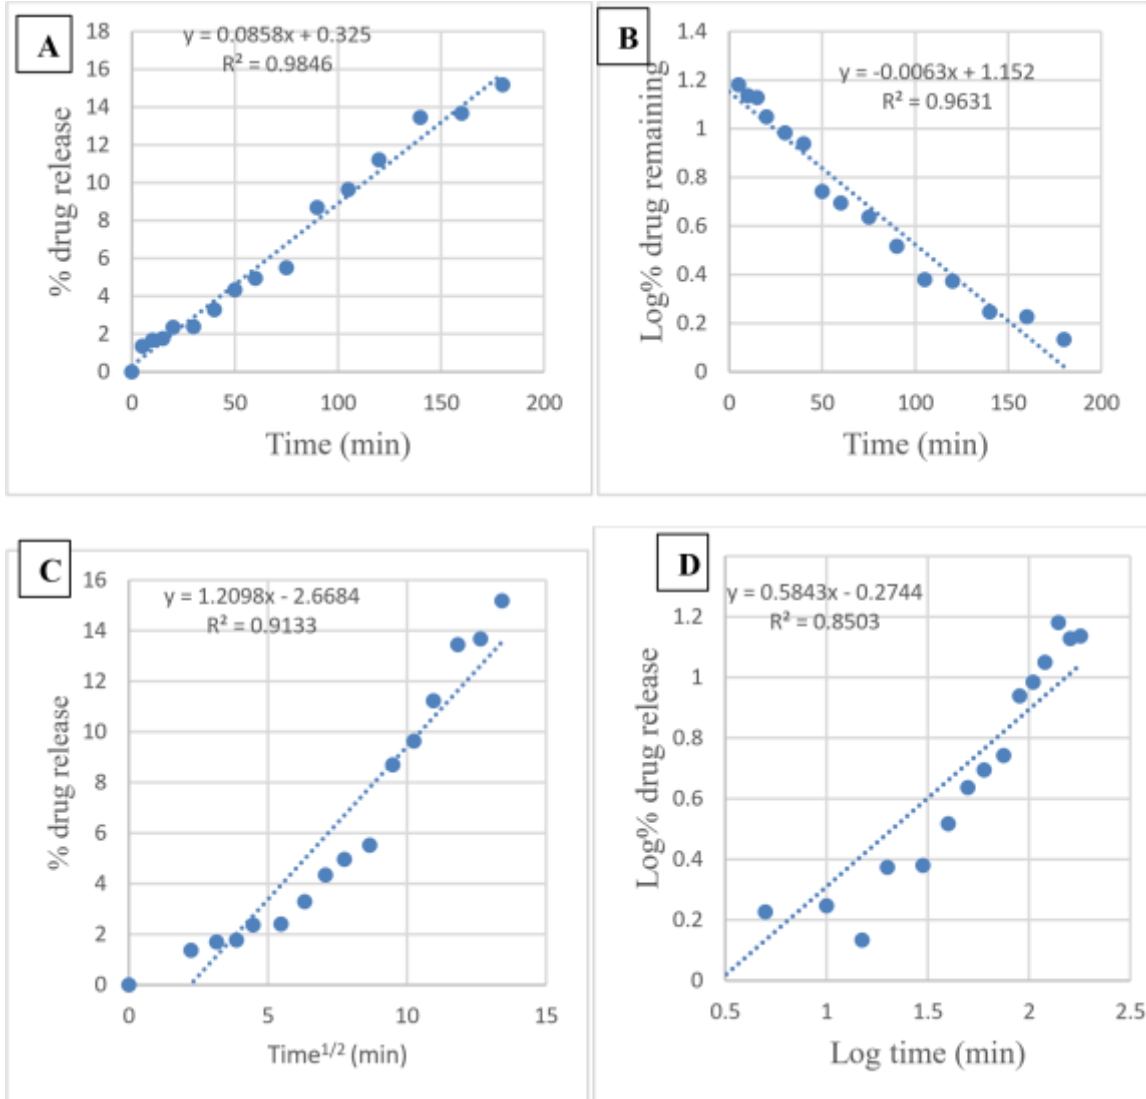 A
y = 0.0858x + 0.325
R² = 0.9846
% drug release
18
16
14
12
10
8
6
4
2
0
0 50 100 150 200
Time (min)
B
y = -0.0063x + 1.152
R² = 0.9631
Log% drug remaining
1.4
1.2
1
0.8
0.6
0.4
0.2
0
0 50 100 150 200
Time (min)
C
y = 1.2098x - 2.6684
R² = 0.9133
% drug release
16
14
12
10
8
6
4
2
0
0 5 10 15
Time¹/² (min)
D
y = 0.5843x - 0.2744
R² = 0.8503
Log% drug release
1.2
1
0.8
0.6
0.4
0.2
0
0.5 1 1.5 2 2.5
Log time (min)